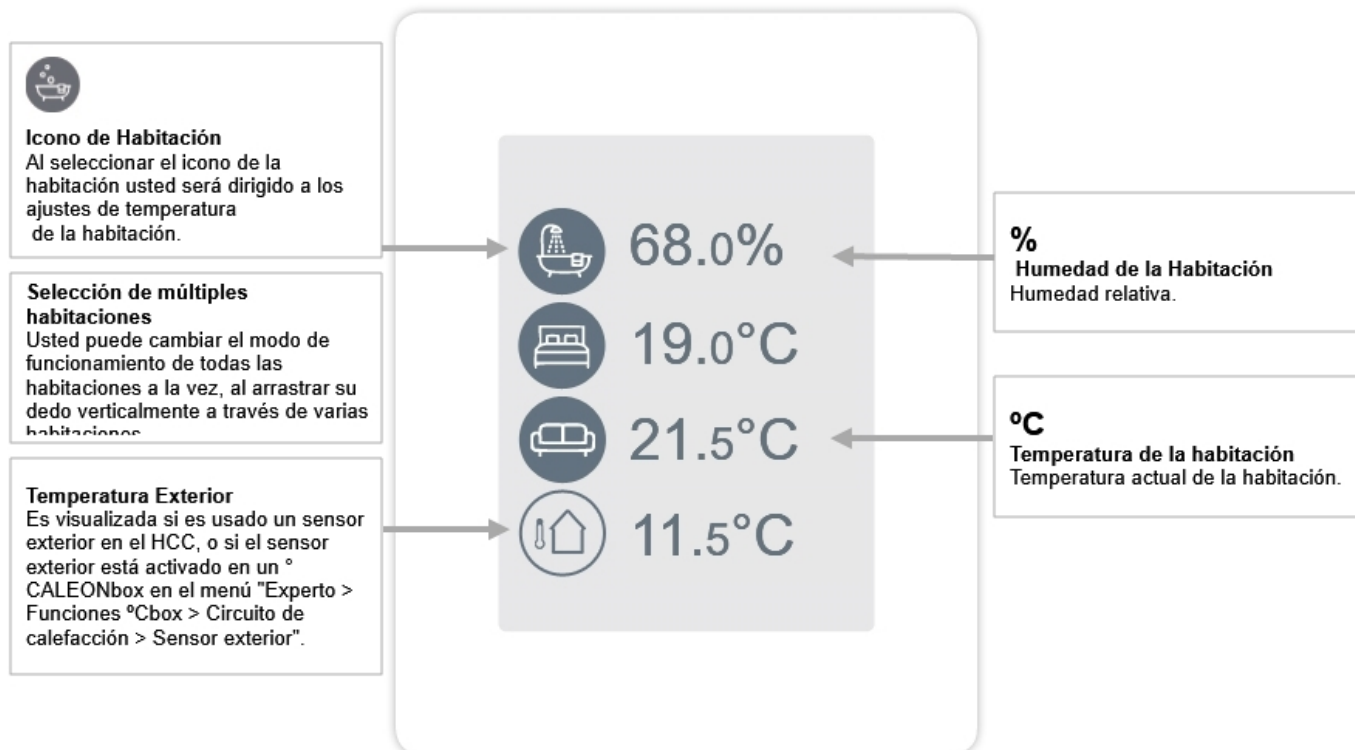 Icono de Habitación
Al seleccionar el icono de la
habitación usted será dirigido a los
ajustes de temperatura
de la habitación.
Selección de múltiples
habitaciones
Usted puede cambiar el modo de
funcionamiento de todas las
habitaciones a la vez, al arrastrar su
dedo verticalmente a través de varias
habitaciones
Temperatura Exterior
Es visualizada si es usado un sensor
exterior en el HCC, o si el sensor
exterior está activado en un °
CALEONbox en el menú "Experto >
Funciones ºCbox > Circuito de
calefacción > Sensor exterior".
68.0%
19.0°C
21.5°C
11.5°C
%
Humedad de la Habitación
Humedad relativa.
ºC
Temperatura de la habitación
Temperatura actual de la habitación.